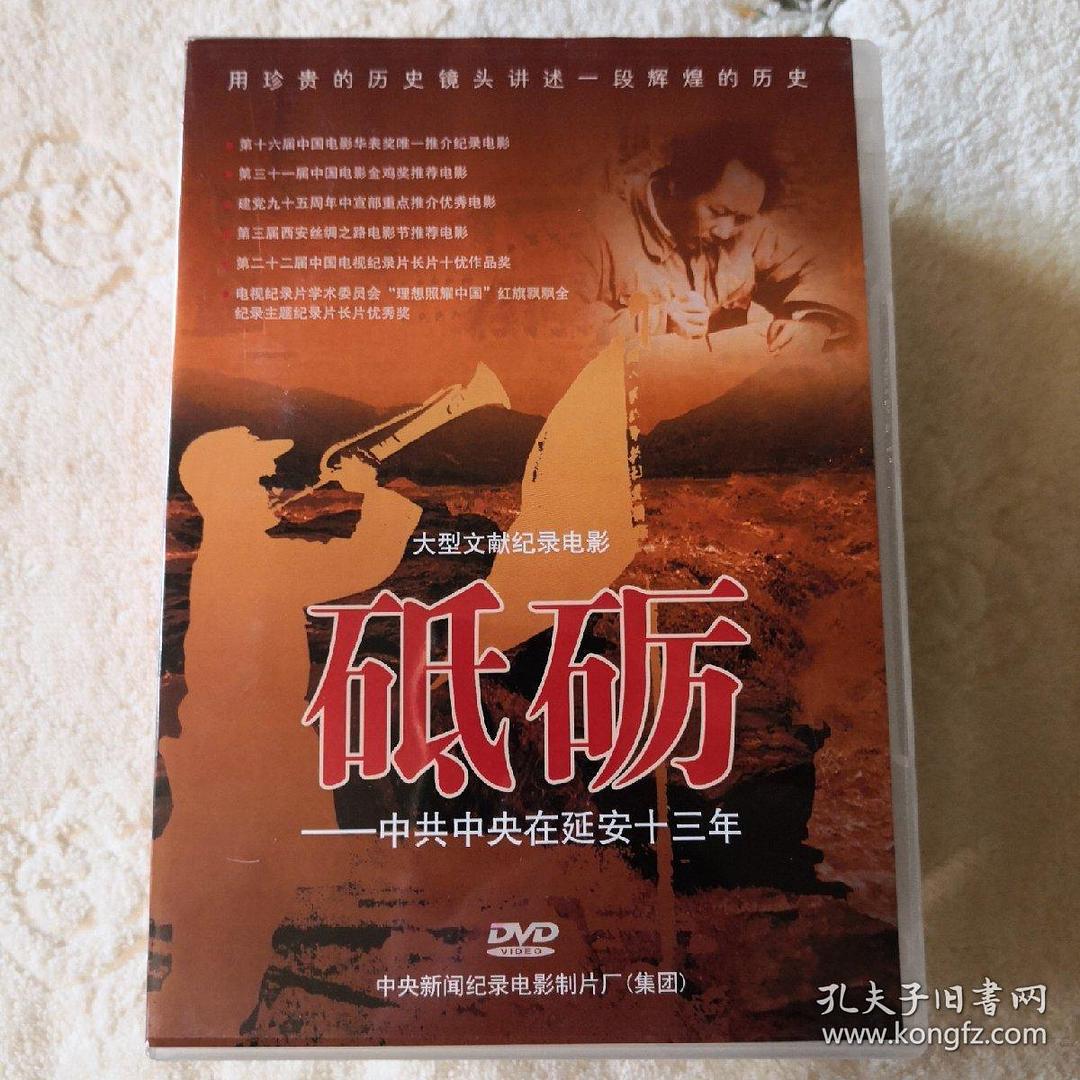 用珍贵的历史镜头讲述一段辉煌的历史
第十六届中国电影华表奖唯一推介纪录电影
第三十一届中国电影金鸡奖推荐电影
建党九十五周年中宣部重点推介优秀电影
第三届西安丝绸之路电影节推荐电影
第二十二届中国电视纪录片长片十优作品奖
电视纪录片学术委员会“理想照耀中国”红旗飘飘全
纪录主题纪录片长片优秀奖
大型文献纪录电影
砥砺
——中共中央在延安十三年
DVD
VIDEO
中央新闻纪录电影制片厂(集团)
孔夫子旧書网
www.kongfz.com